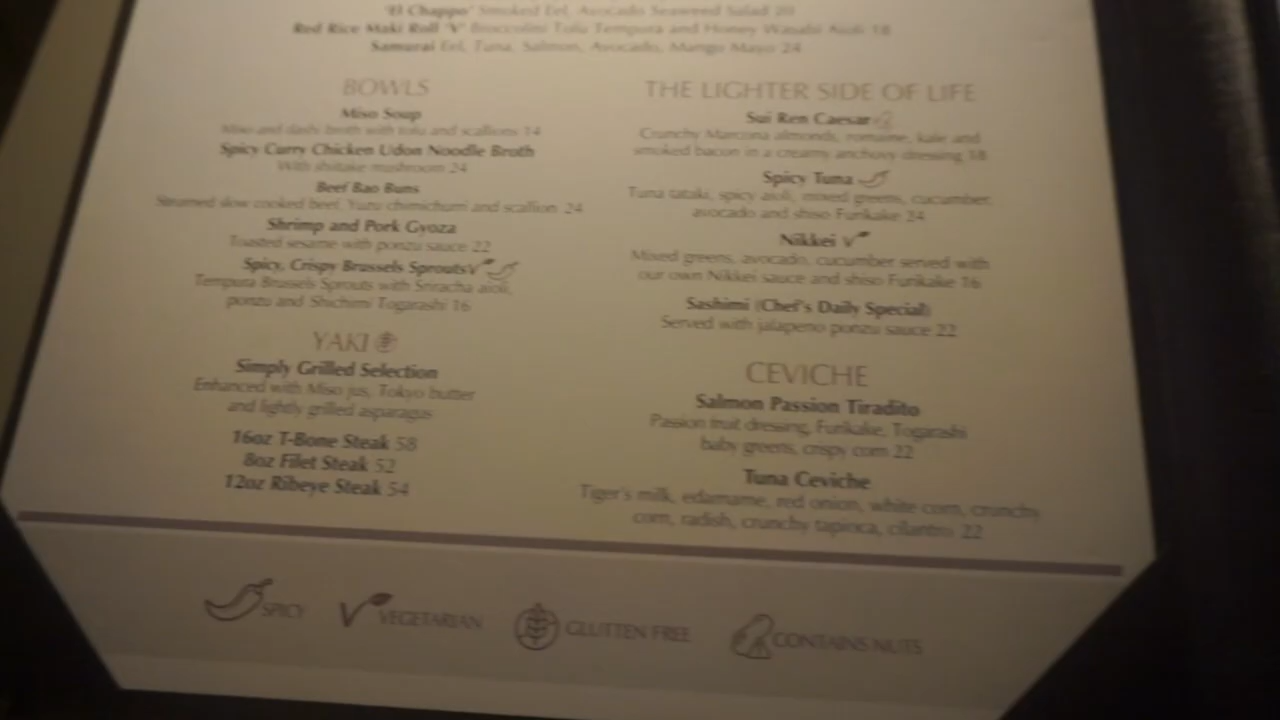 'El Chappo' Smoked Eel, Avocado Seaweed Salad 20
Red Rice Maki Roll 'V' Broccolini Tofu Tempura and Honey Wasabi Aioli 18
Samurai Eel, Tuna, Salmon, Avocado, Mango Mayo 24
BOWLS
Miso Soup
Miso and dashi broth with tofu and scallions 14
Spicy Curry Chicken Udon Noodle Broth
With shiitake mushroom 24
Beef Bao Buns
Steamed slow cooked beef, Yuzu chimichurri and scallion 24
Shrimp and Pork Gyoza
Toasted sesame with ponzu sauce 22
Spicy, Crispy Brussels Sprouts
Tempura Brussels Sprouts with Sriracha aioli,
ponzu and Shichimi Togarashi 16
YAKI
Simply Grilled Selection
Enhanced with Miso jus, Tokyo butter
and lightly grilled asparagus
16oz T-Bone Steak 58
8oz Filet Steak 52
12oz Ribeye Steak 54
THE LIGHTER SIDE OF LIFE
Sui Ren Caesar
Crunchy Marcona almonds, romaine, kale and
smoked bacon in a creamy anchovy dressing 18
Spicy Tuna
Tuna tataki, spicy aioli, mixed greens, cucumber,
avocado and shiso Furikake 24
Nikkei V
Mixed greens, avocado, cucumber served with
our own Nikkei sauce and shiso Furikake 16
Sashimi (Chef's Daily Special)
Served with jalapeno ponzu sauce 22
CEVICHE
Salmon Passion Tiradito
Passion fruit dressing, Furikake, Togarashi
baby greens, crispy corn 22
Tuna Ceviche
Tiger's milk, edamame, red onion, white corn, crunchy
corn, radish, crunchy tapioca, cilantro 22
SPICY
V VEGETARIAN
GLUTTEN FREE
CONTAINS NUTS